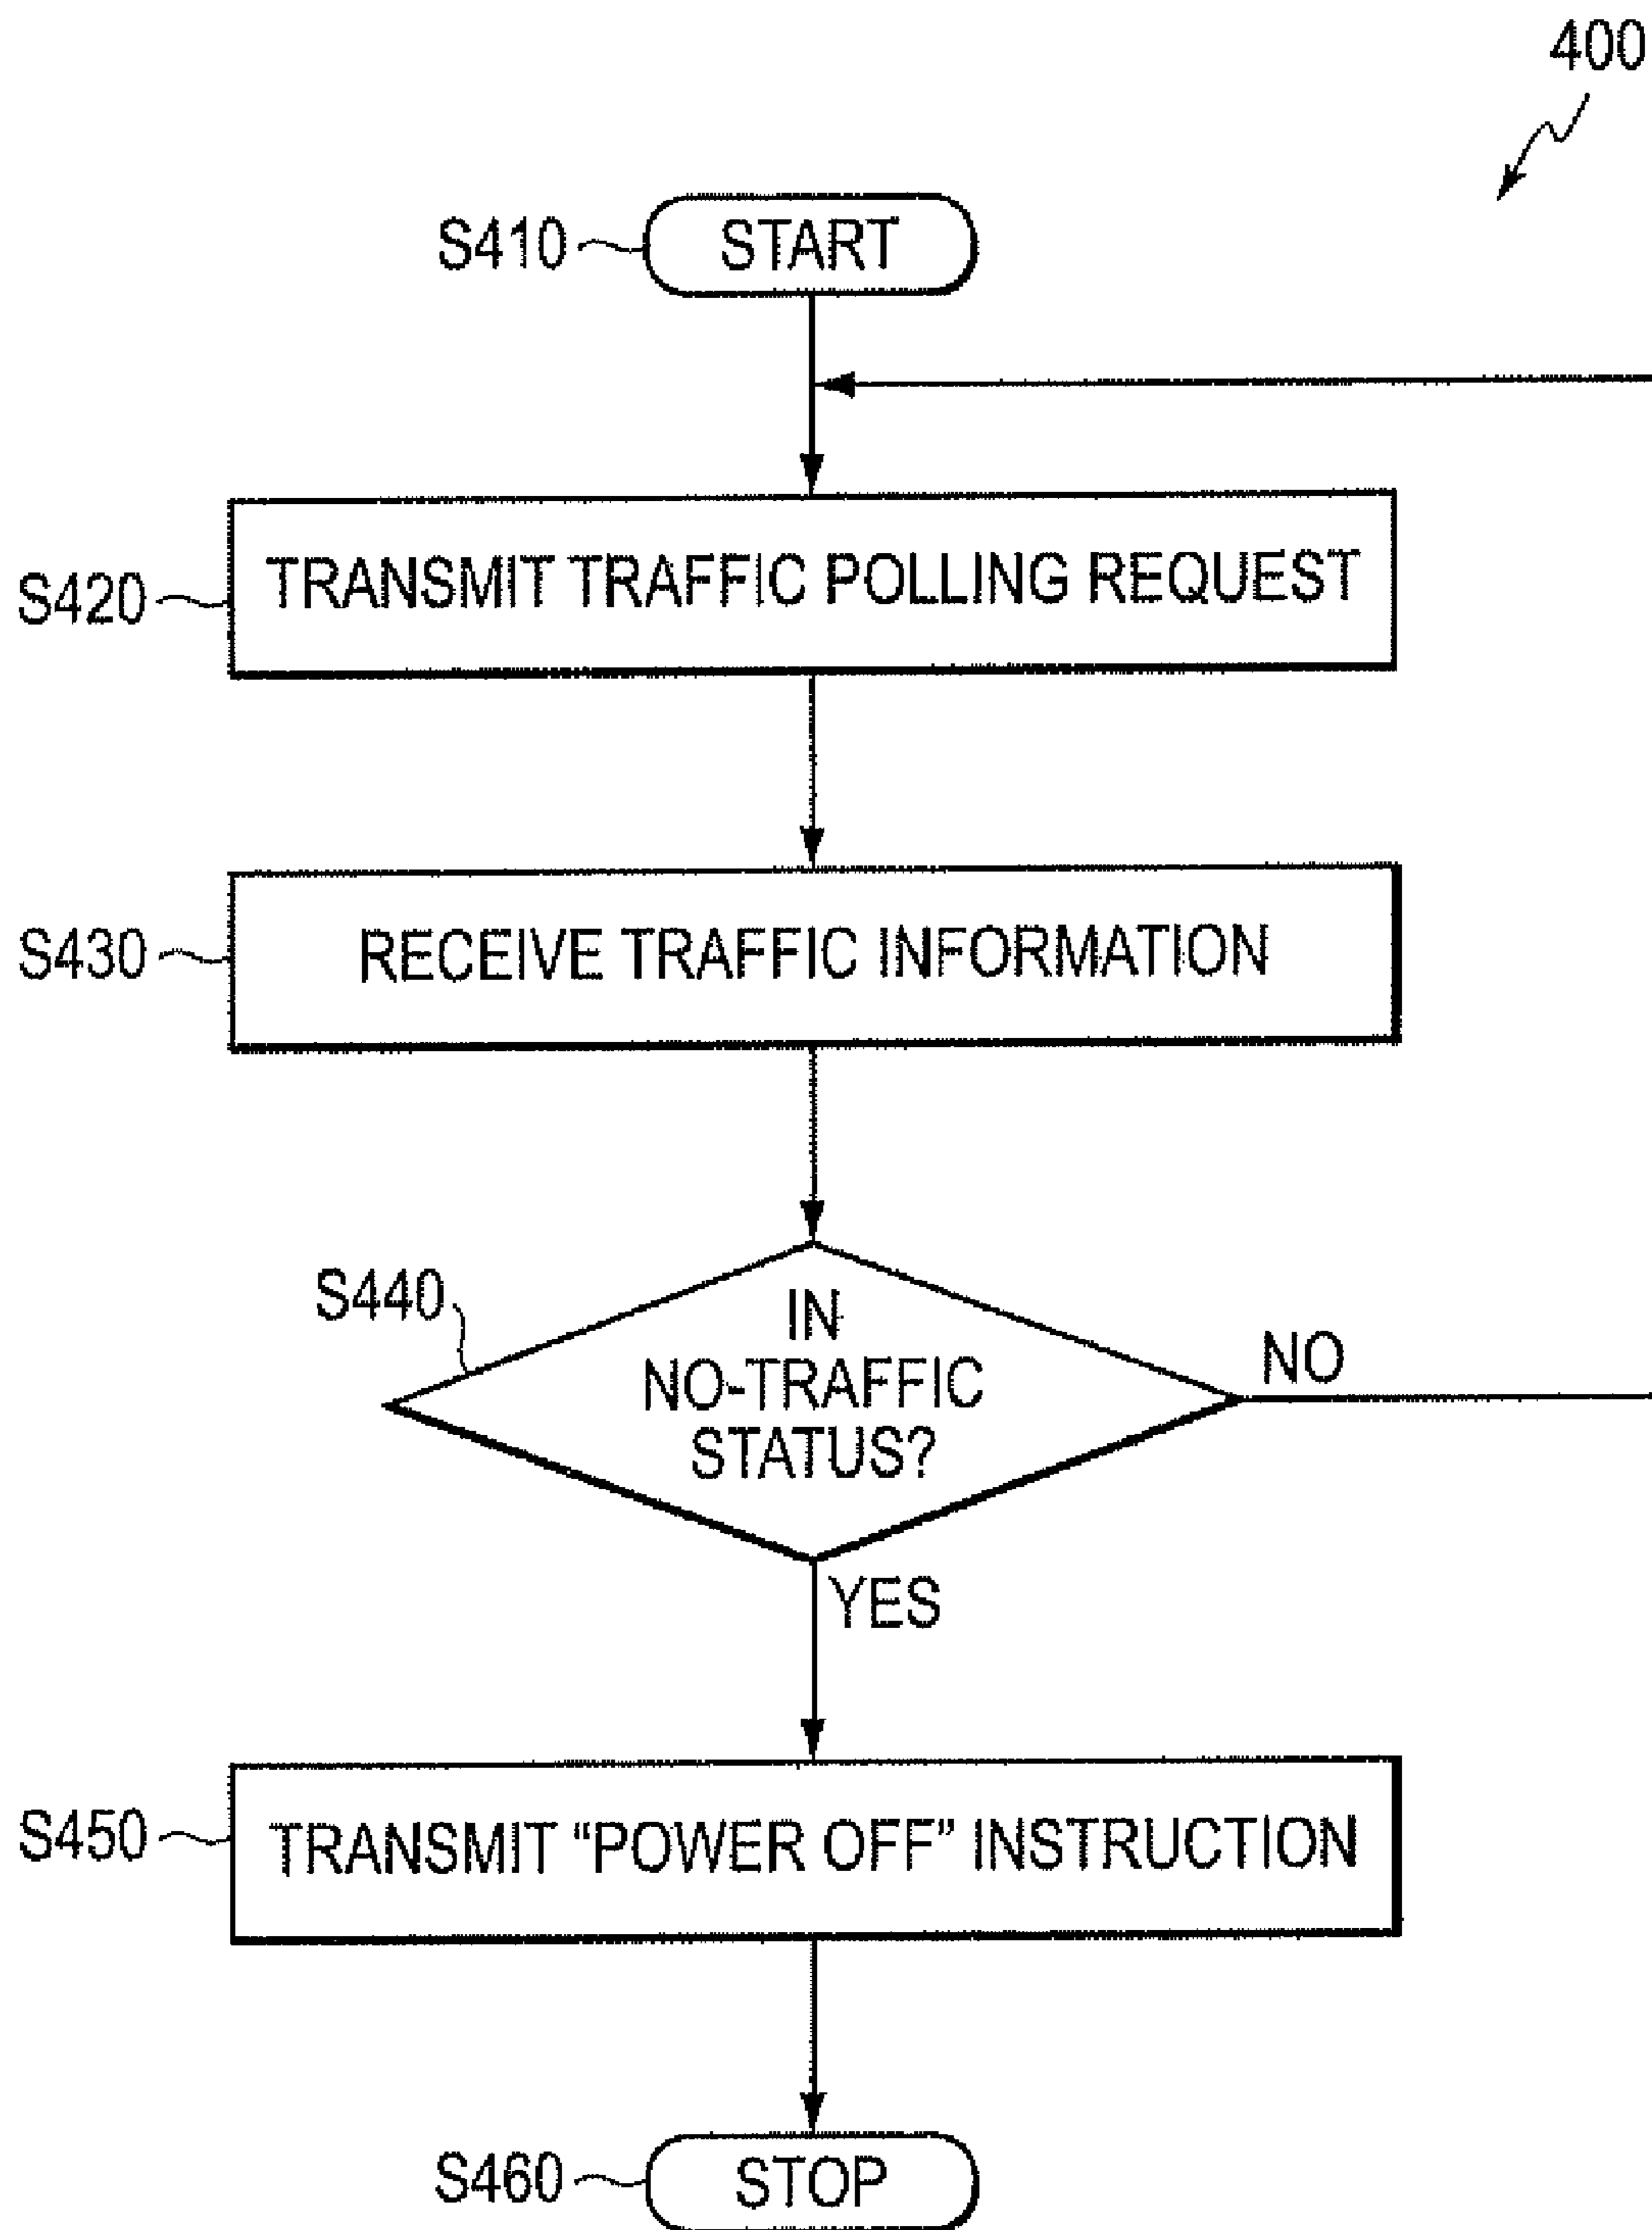 400
S410
START
S420
TRANSMIT TRAFFIC POLLING REQUEST
S430
RECEIVE TRAFFIC INFORMATION
S440
IN
NO-TRAFFIC
STATUS?
NO
YES
S450
TRANSMIT “POWER OFF” INSTRUCTION
S460
STOP